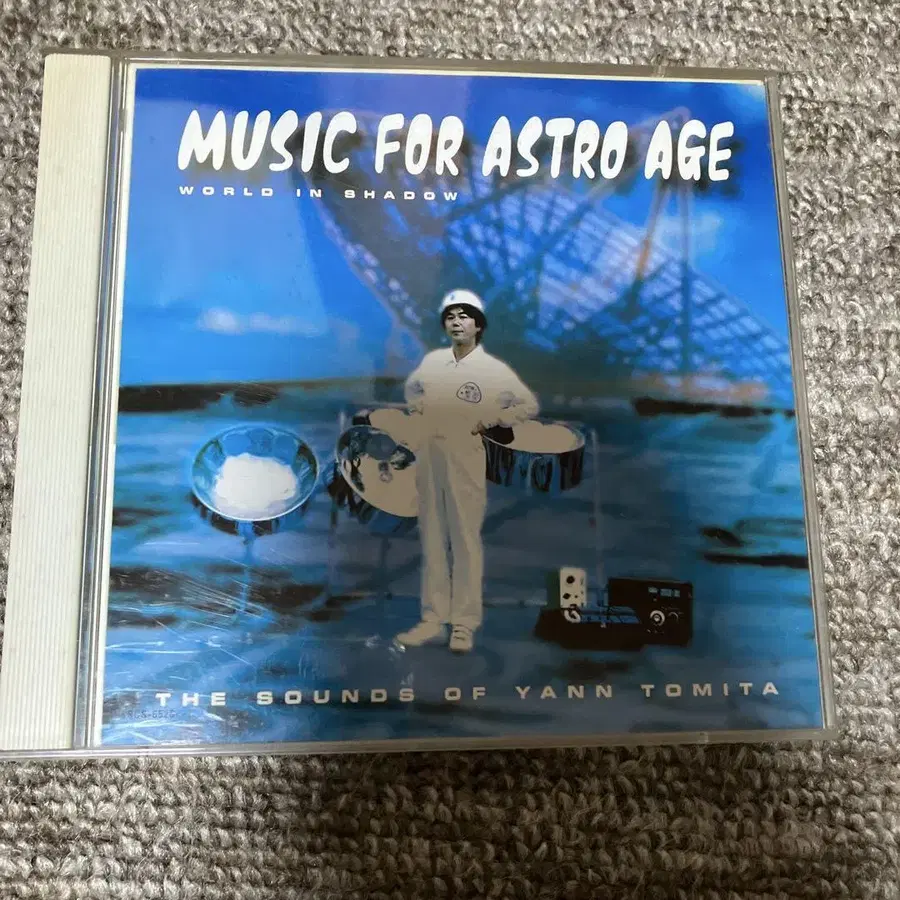 MUSIC FOR ASTRO AGE
WORLD IN SHADOW
THE SOUNDS OF YANN TOMITA